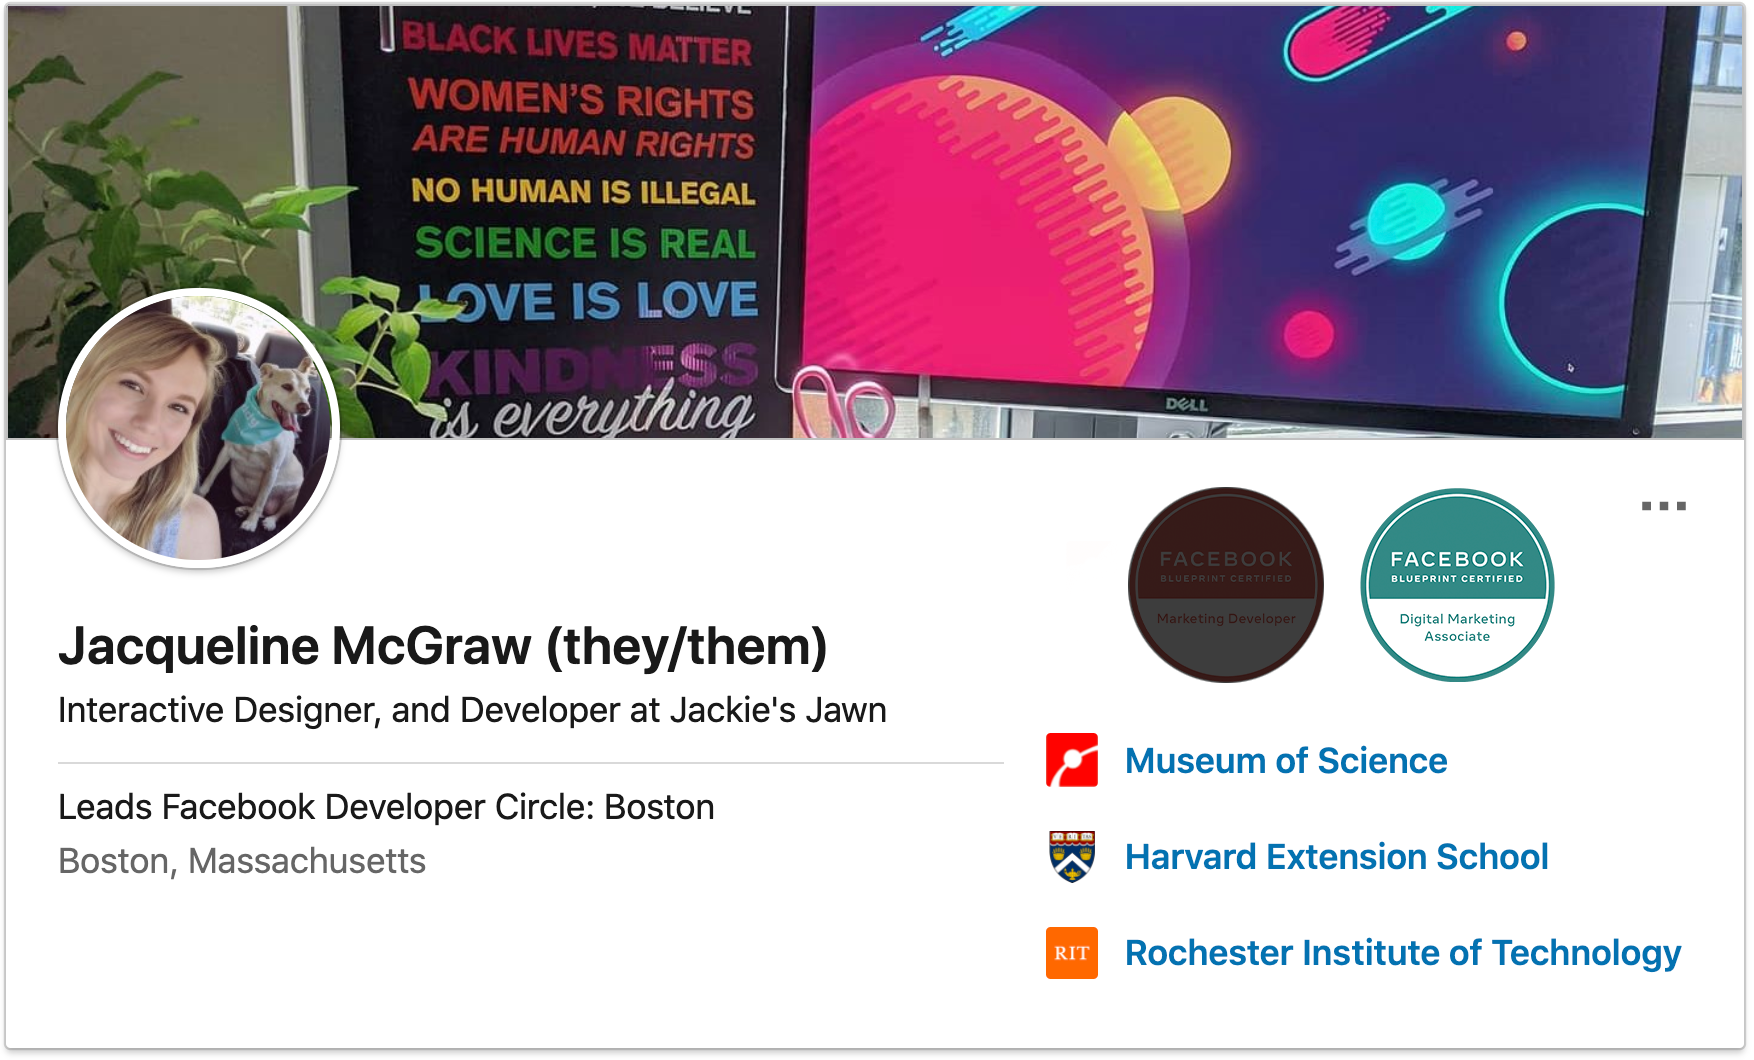 BELIEVE
BLACK LIVES MATTER
WOMEN'S RIGHTS
ARE HUMAN RIGHTS
NO HUMAN IS ILLEGAL
SCIENCE IS REAL
LOVE IS LOVE
KINDNESS
is everything
DELL
FACEBOOK
BLUEPRINT CERTIFIED
Marketing Developer
FACEBOOK
BLUEPRINT CERTIFIED
Digital Marketing
Associate
Jacqueline McGraw (they/them)
Interactive Designer, and Developer at Jackie's Jawn
Leads Facebook Developer Circle: Boston
Boston, Massachusetts
Museum of Science
Harvard Extension School
RIT
Rochester Institute of Technology